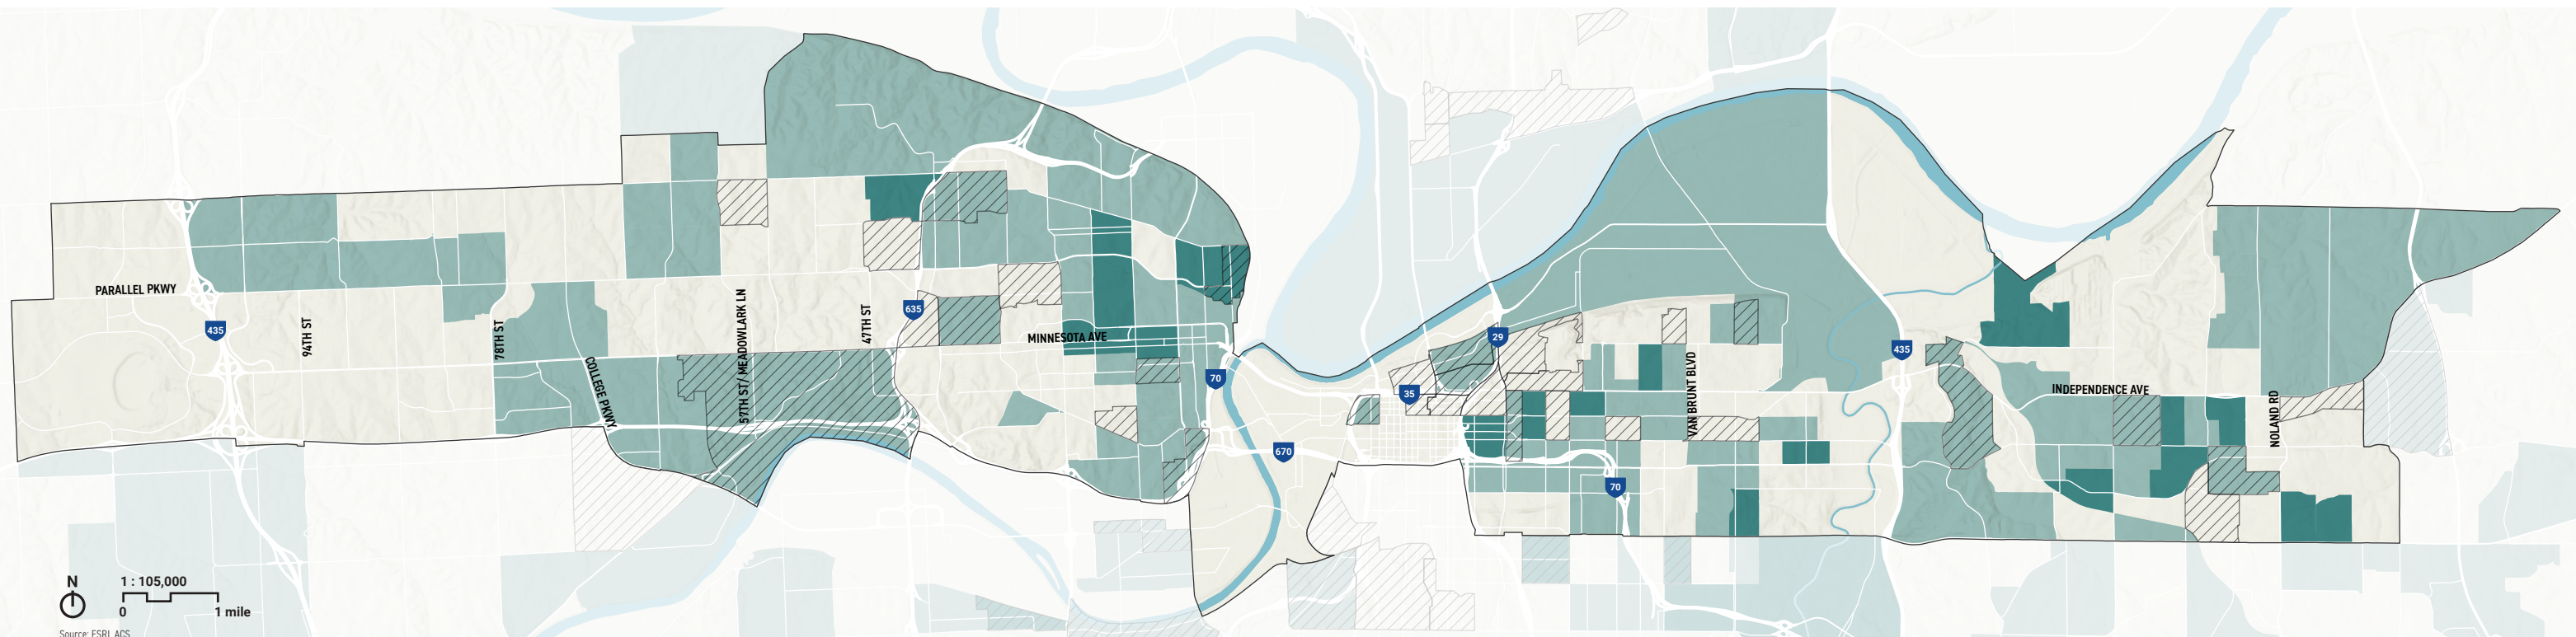 PARALLEL PKWY
435
94TH ST
78TH ST
COLLEGE PKWY
57TH ST/ MEADOWLARK LN
47TH ST
635
MINNESOTA AVE
70
670
35
29
70
VAN BRUNT BLVD
435
INDEPENDENCE AVE
NOLAND RD
N
1 : 105,000
0
1 mile
Source: ESRI, ACS